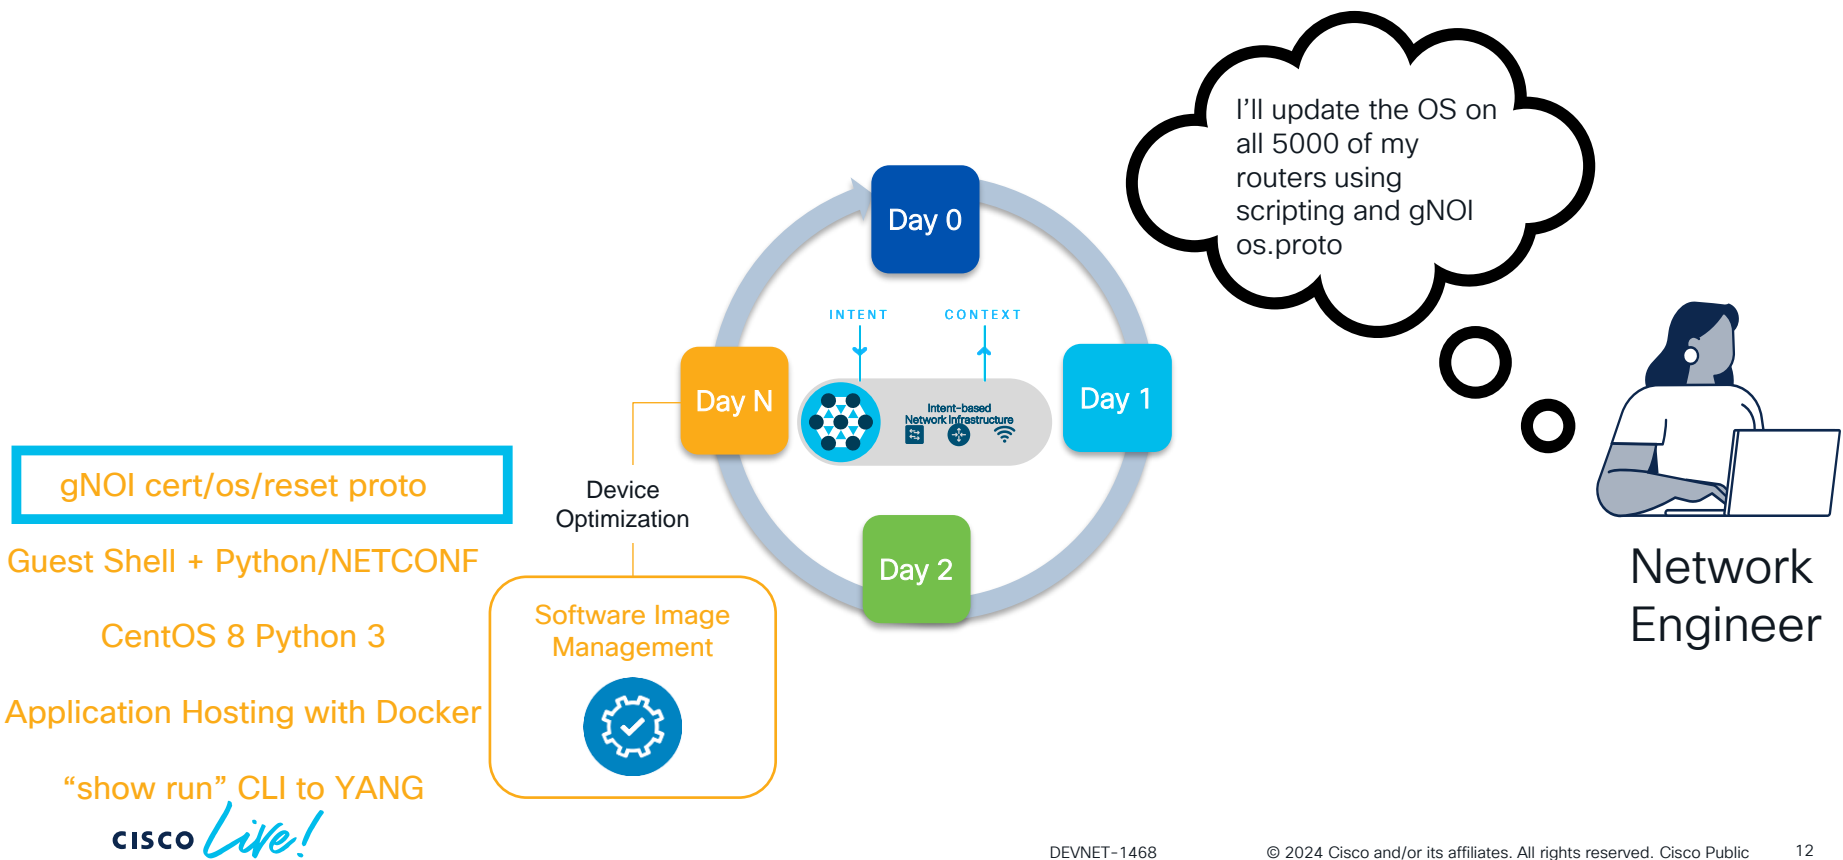 I'll update the OS on
all 5000 of my
routers using
scripting and gNOI
os.proto
Day 0
INTENT
CONTEXT
Day N
Day 1
Intent-based
Network Infrastructure
gNOI cert/os/reset proto
Device
Optimization
Guest Shell + Python/NETCONF
Day 2
Network
Engineer
Software Image
Management
CentOS 8 Python 3
Application Hosting with Docker
“show run” CLI to YANG
CISCO Live!
DEVNET-1468
© 2024 Cisco and/or its affiliates. All rights reserved. Cisco Public
12